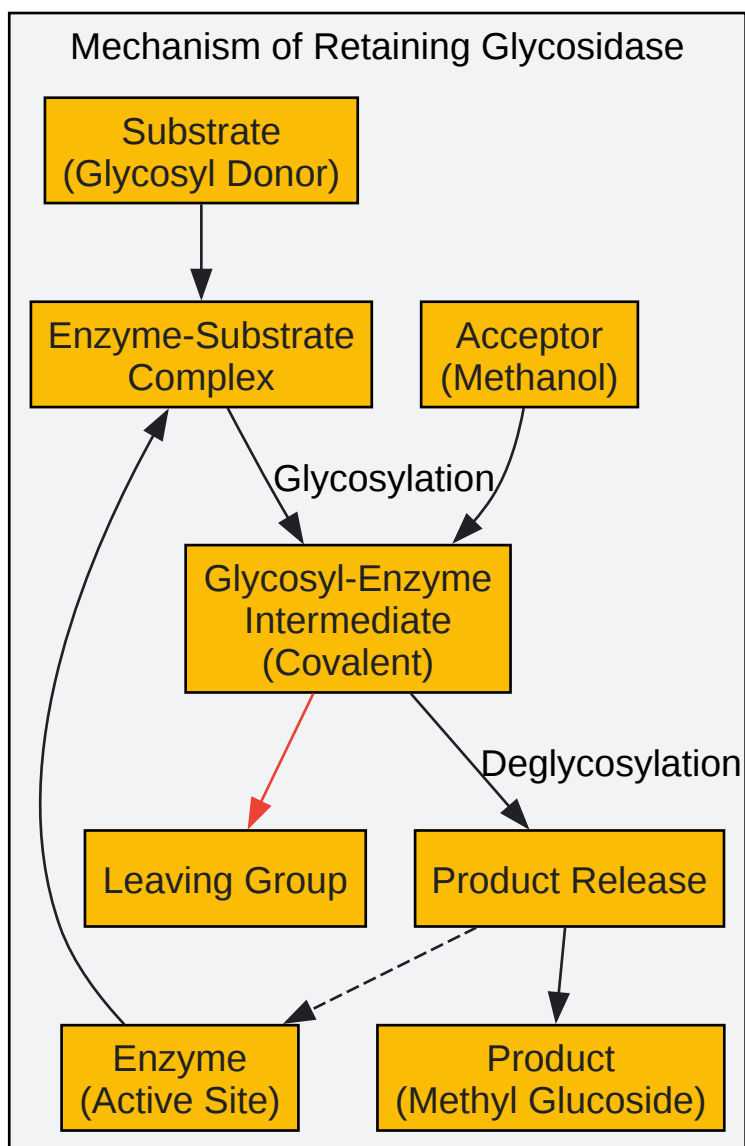 Mechanism of Retaining Glycosidase
Substrate
(Glycosyl Donor)
Enzyme-Substrate
Complex
Acceptor
(Methanol)
Glycosylation
Glycosyl-Enzyme
Intermediate
(Covalent)
Deglycosylation
Leaving Group
Product Release
Enzyme
(Active Site)
Product
(Methyl Glucoside)